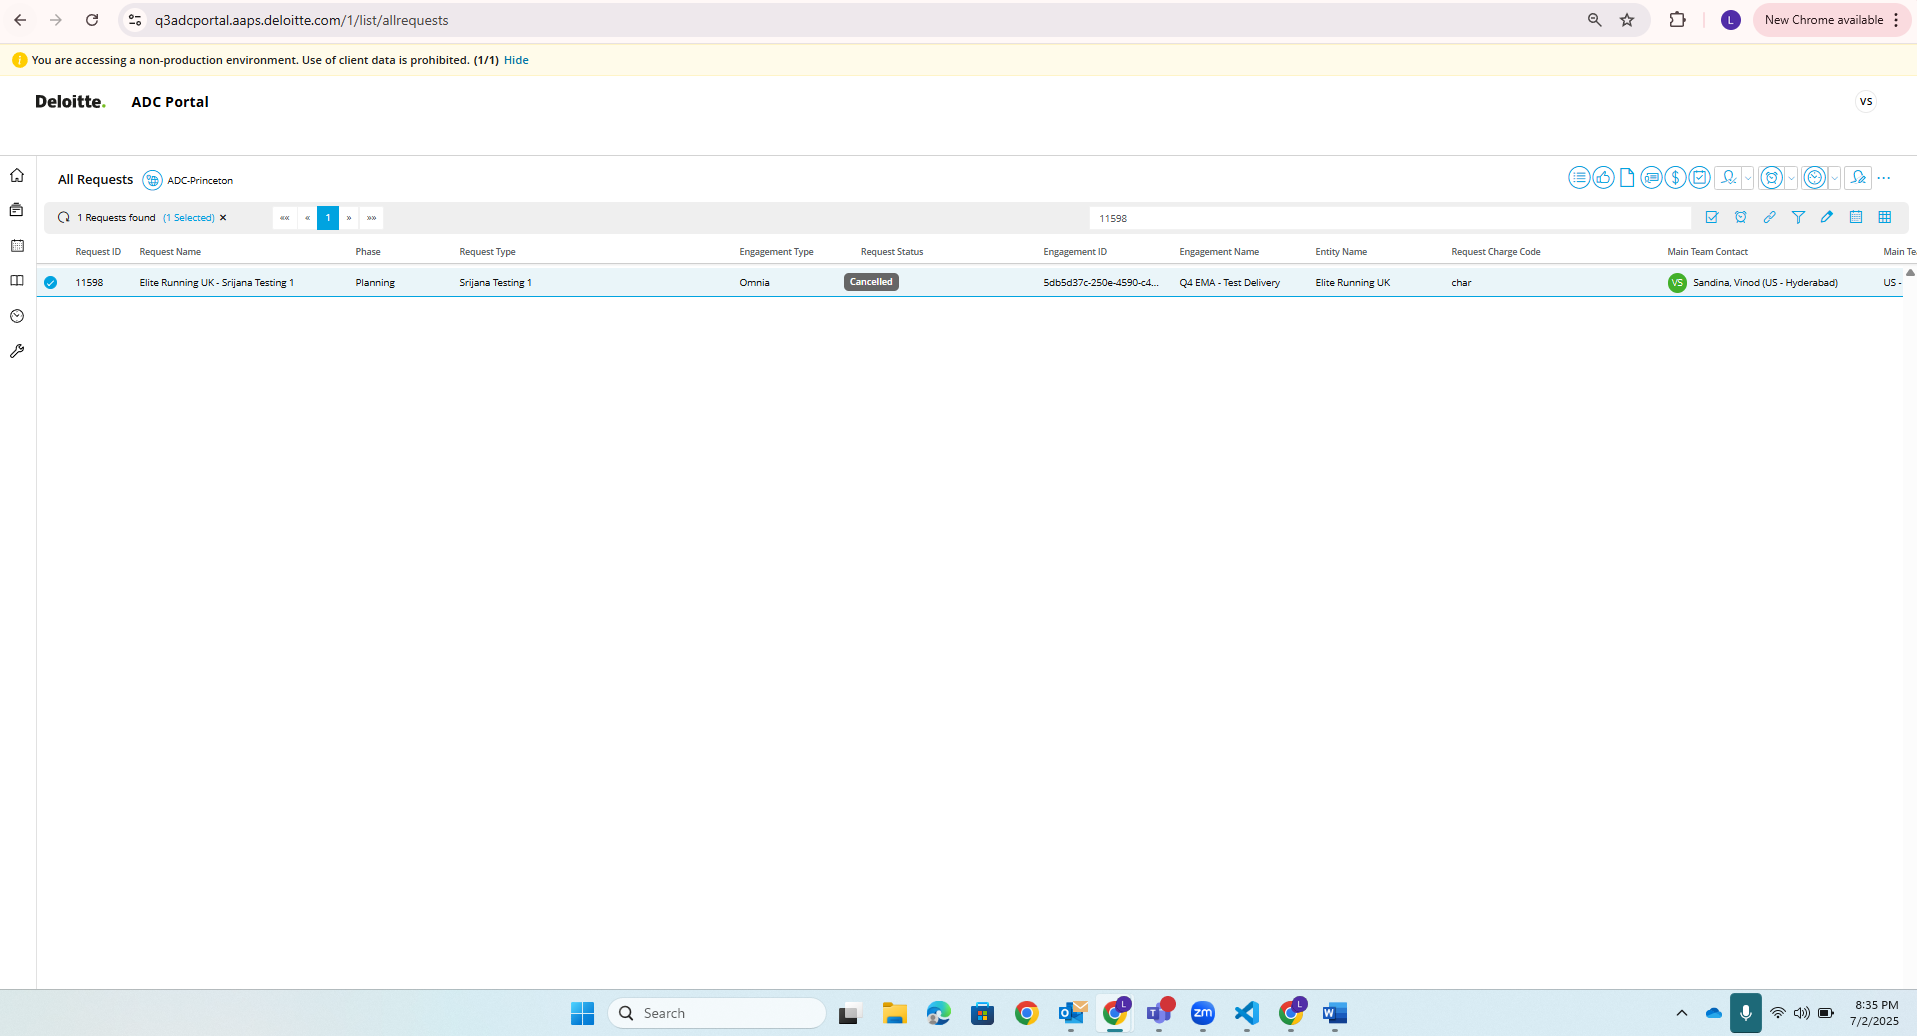 q3adcportal.aaps.deloitte.com/1/list/allrequests
L
New Chrome available
You are accessing a non-production environment. Use of client data is prohibited. (1/1) Hide
Deloitte. ADC Portal
VS
All Requests ADC-Princeton
$
1 Requests found (1 Selected) ×
«« « 1 » »»
11598
Request ID Request Name Phase Request Type Engagement Type Request Status Engagement ID Engagement Name Entity Name Request Charge Code Main Team Contact Main Te
11598 Elite Running UK - Srijana Testing 1 Planning Srijana Testing 1 Omnia Cancelled 5db5d37c-250e-4590-c4... Q4 EMA - Test Delivery Elite Running UK char VS Sandina, Vinod (US - Hyderabad) US -
Search
L
T
zm
L
W
8:35 PM
7/2/2025